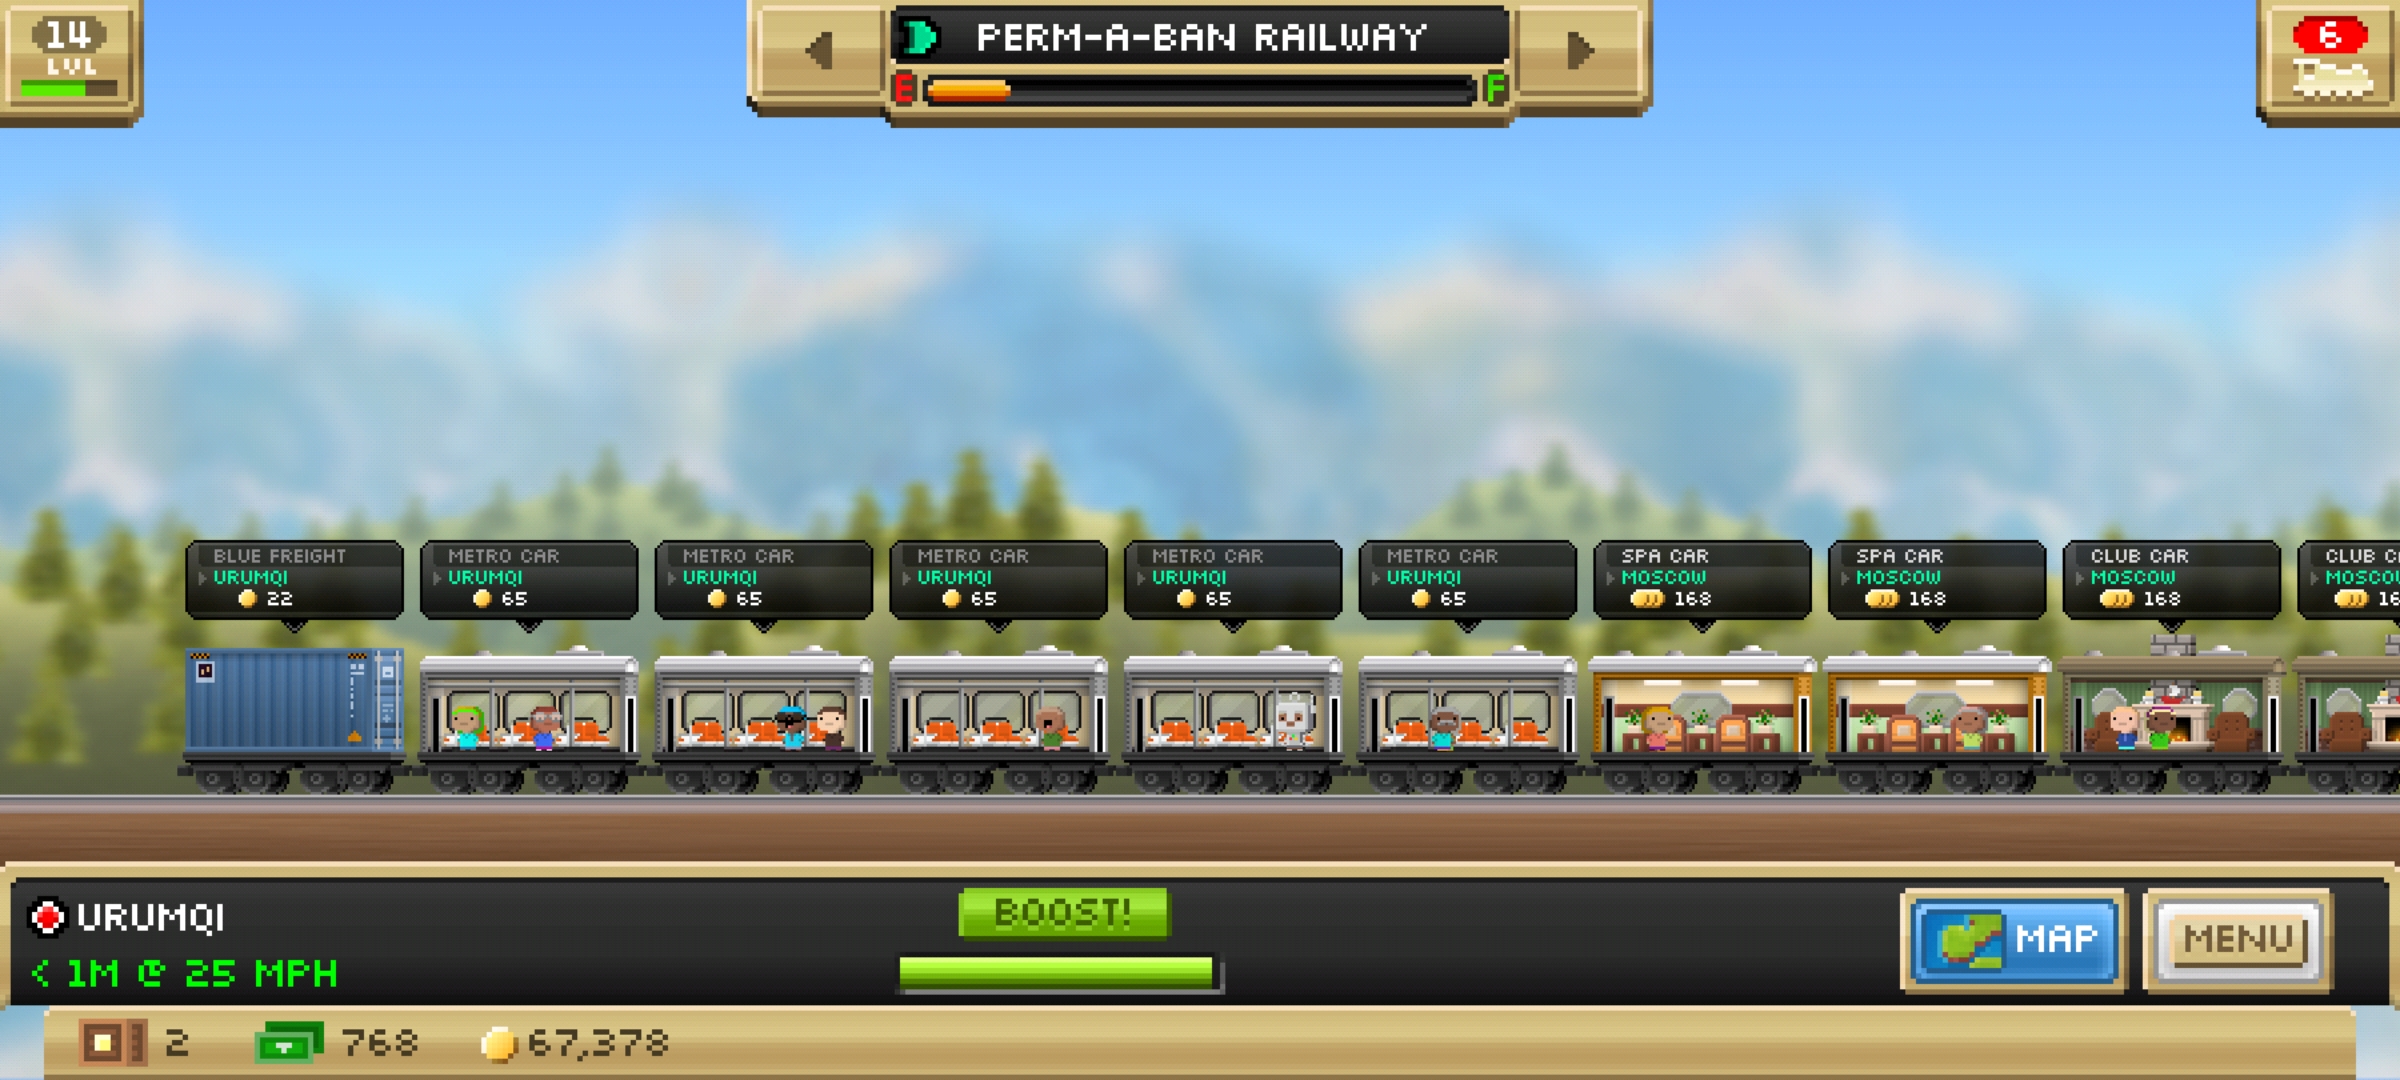 14
LVL
PERM-A-BAN RAILWAY
E F
6
BLUE FREIGHT
URUMQI
22
METRO CAR
URUMQI
65
METRO CAR
URUMQI
65
METRO CAR
URUMQI
65
METRO CAR
URUMQI
65
METRO CAR
URUMQI
65
SPA CAR
MOSCOW
168
SPA CAR
MOSCOW
168
CLUB CAR
MOSCOW
168
CLUB
URUMQI
< 1M @ 25 MPH
BOOST!
MAP
MENU
2
768
67,378